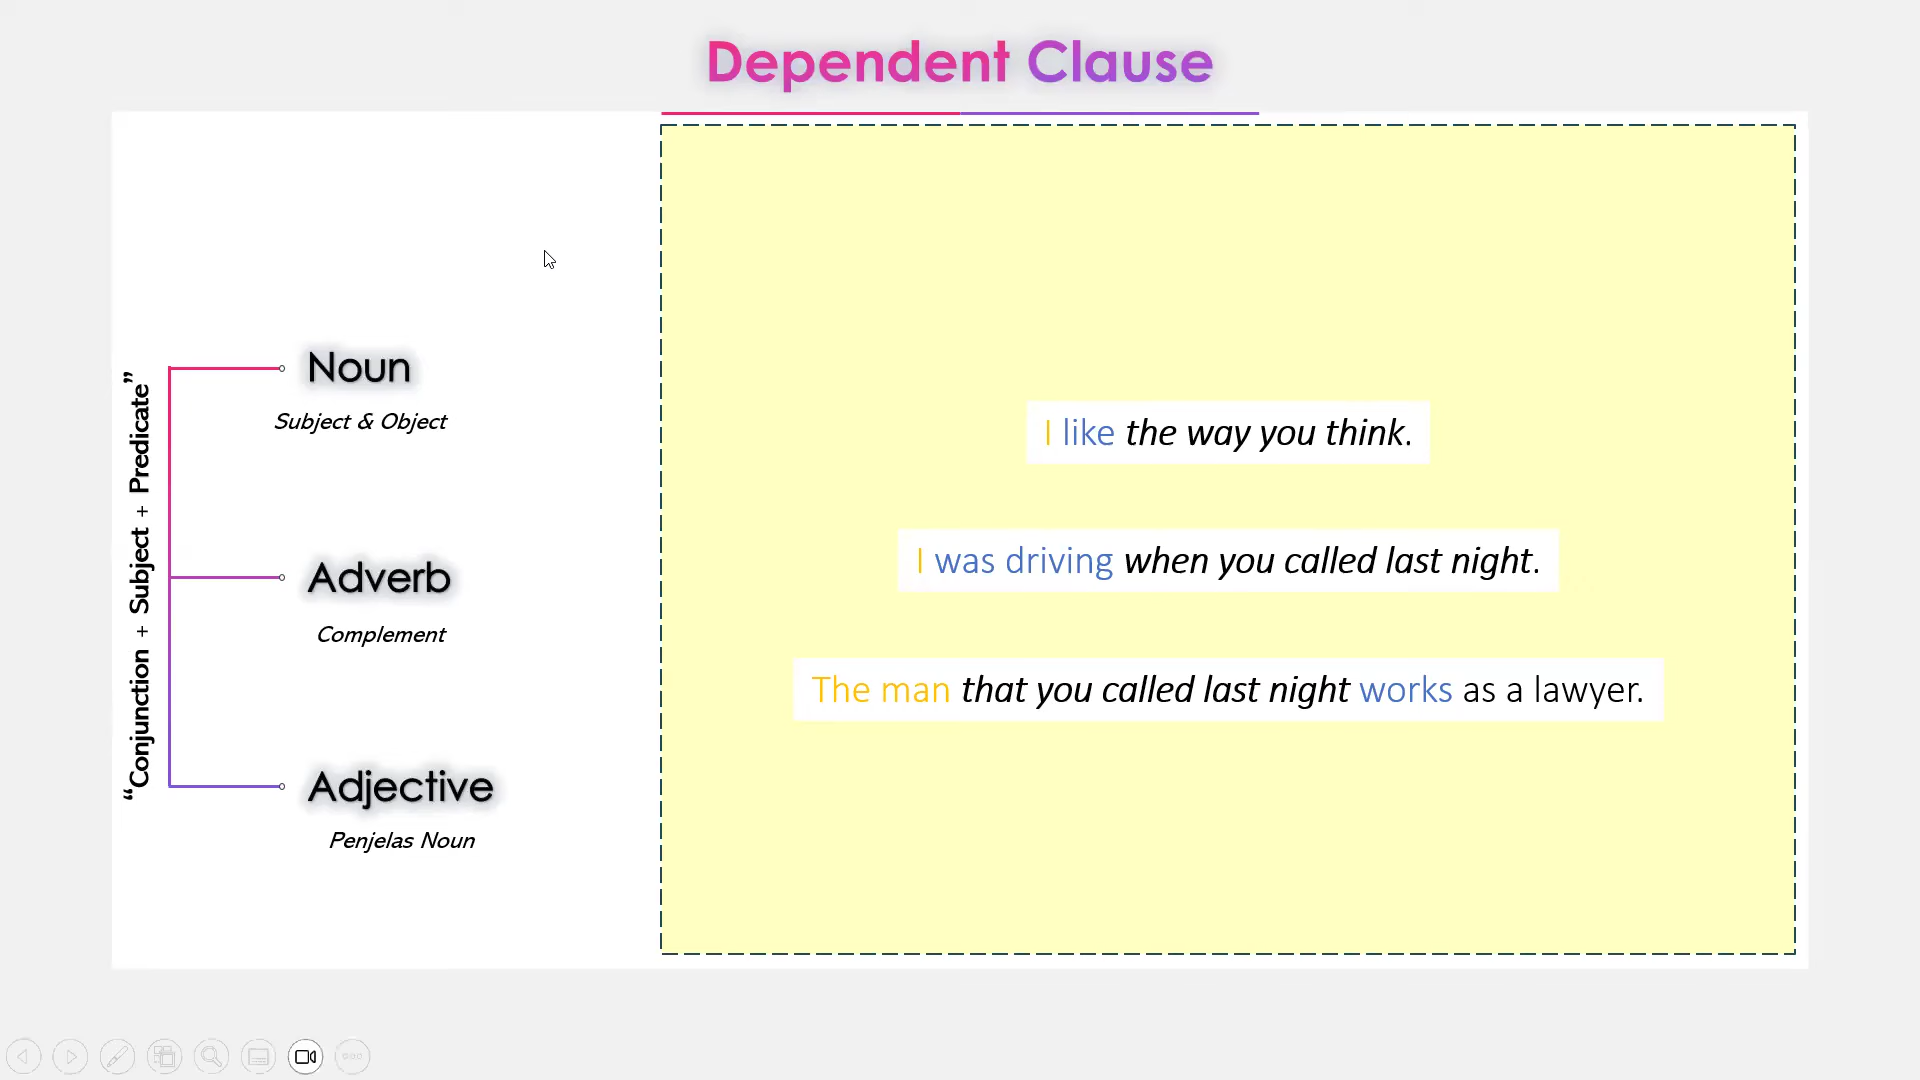 Dependent Clause
“Conjunction + Subject + Predicate”
Noun
Subject & Object
Adverb
Complement
Adjective
Penjelas Noun
I like the way you think.
I was driving when you called last night.
The man that you called last night works as a lawyer.